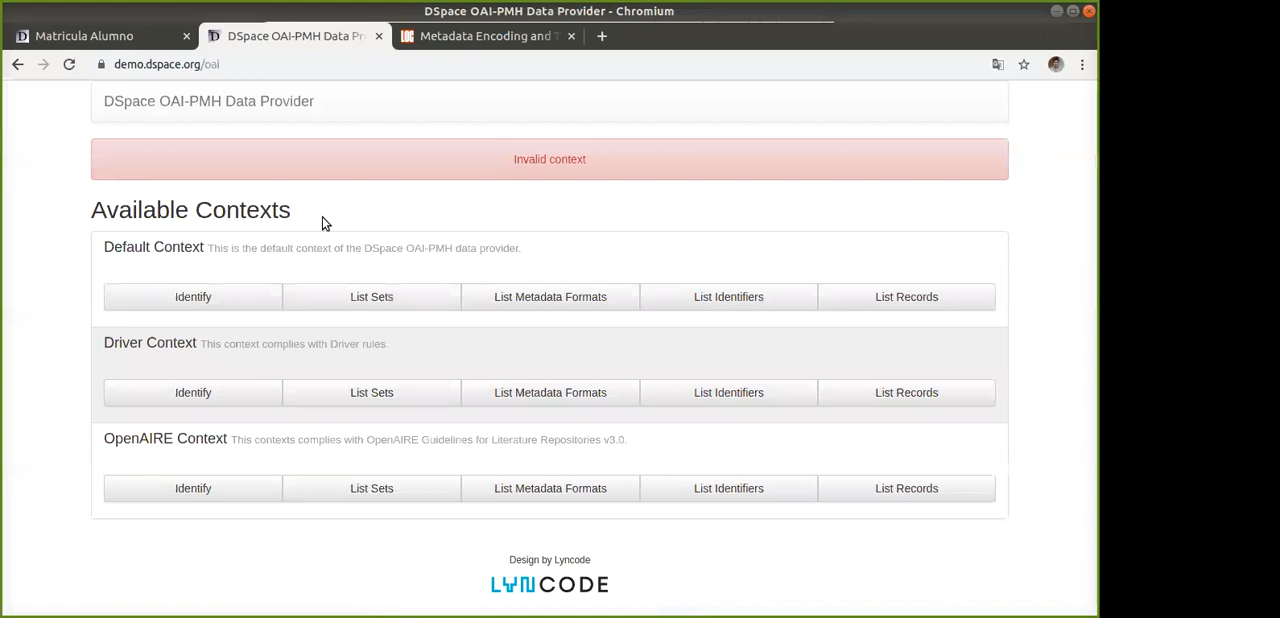 DSpace OAI-PMH Data Provider - Chromium
Matricula Alumno
DSpace OAI-PMH Data Pr
Metadata Encoding and T
demo.dspace.org/oai
DSpace OAI-PMH Data Provider
Invalid context
Available Contexts
Default Context This is the default context of the DSpace OAI-PMH data provider.
Identify List Sets List Metadata Formats List Identifiers List Records
Driver Context This context complies with Driver rules.
Identify List Sets List Metadata Formats List Identifiers List Records
OpenAIRE Context This contexts complies with OpenAIRE Guidelines for Literature Repositories v3.0.
Identify List Sets List Metadata Formats List Identifiers List Records
Design by Lyncode
LYNCODE